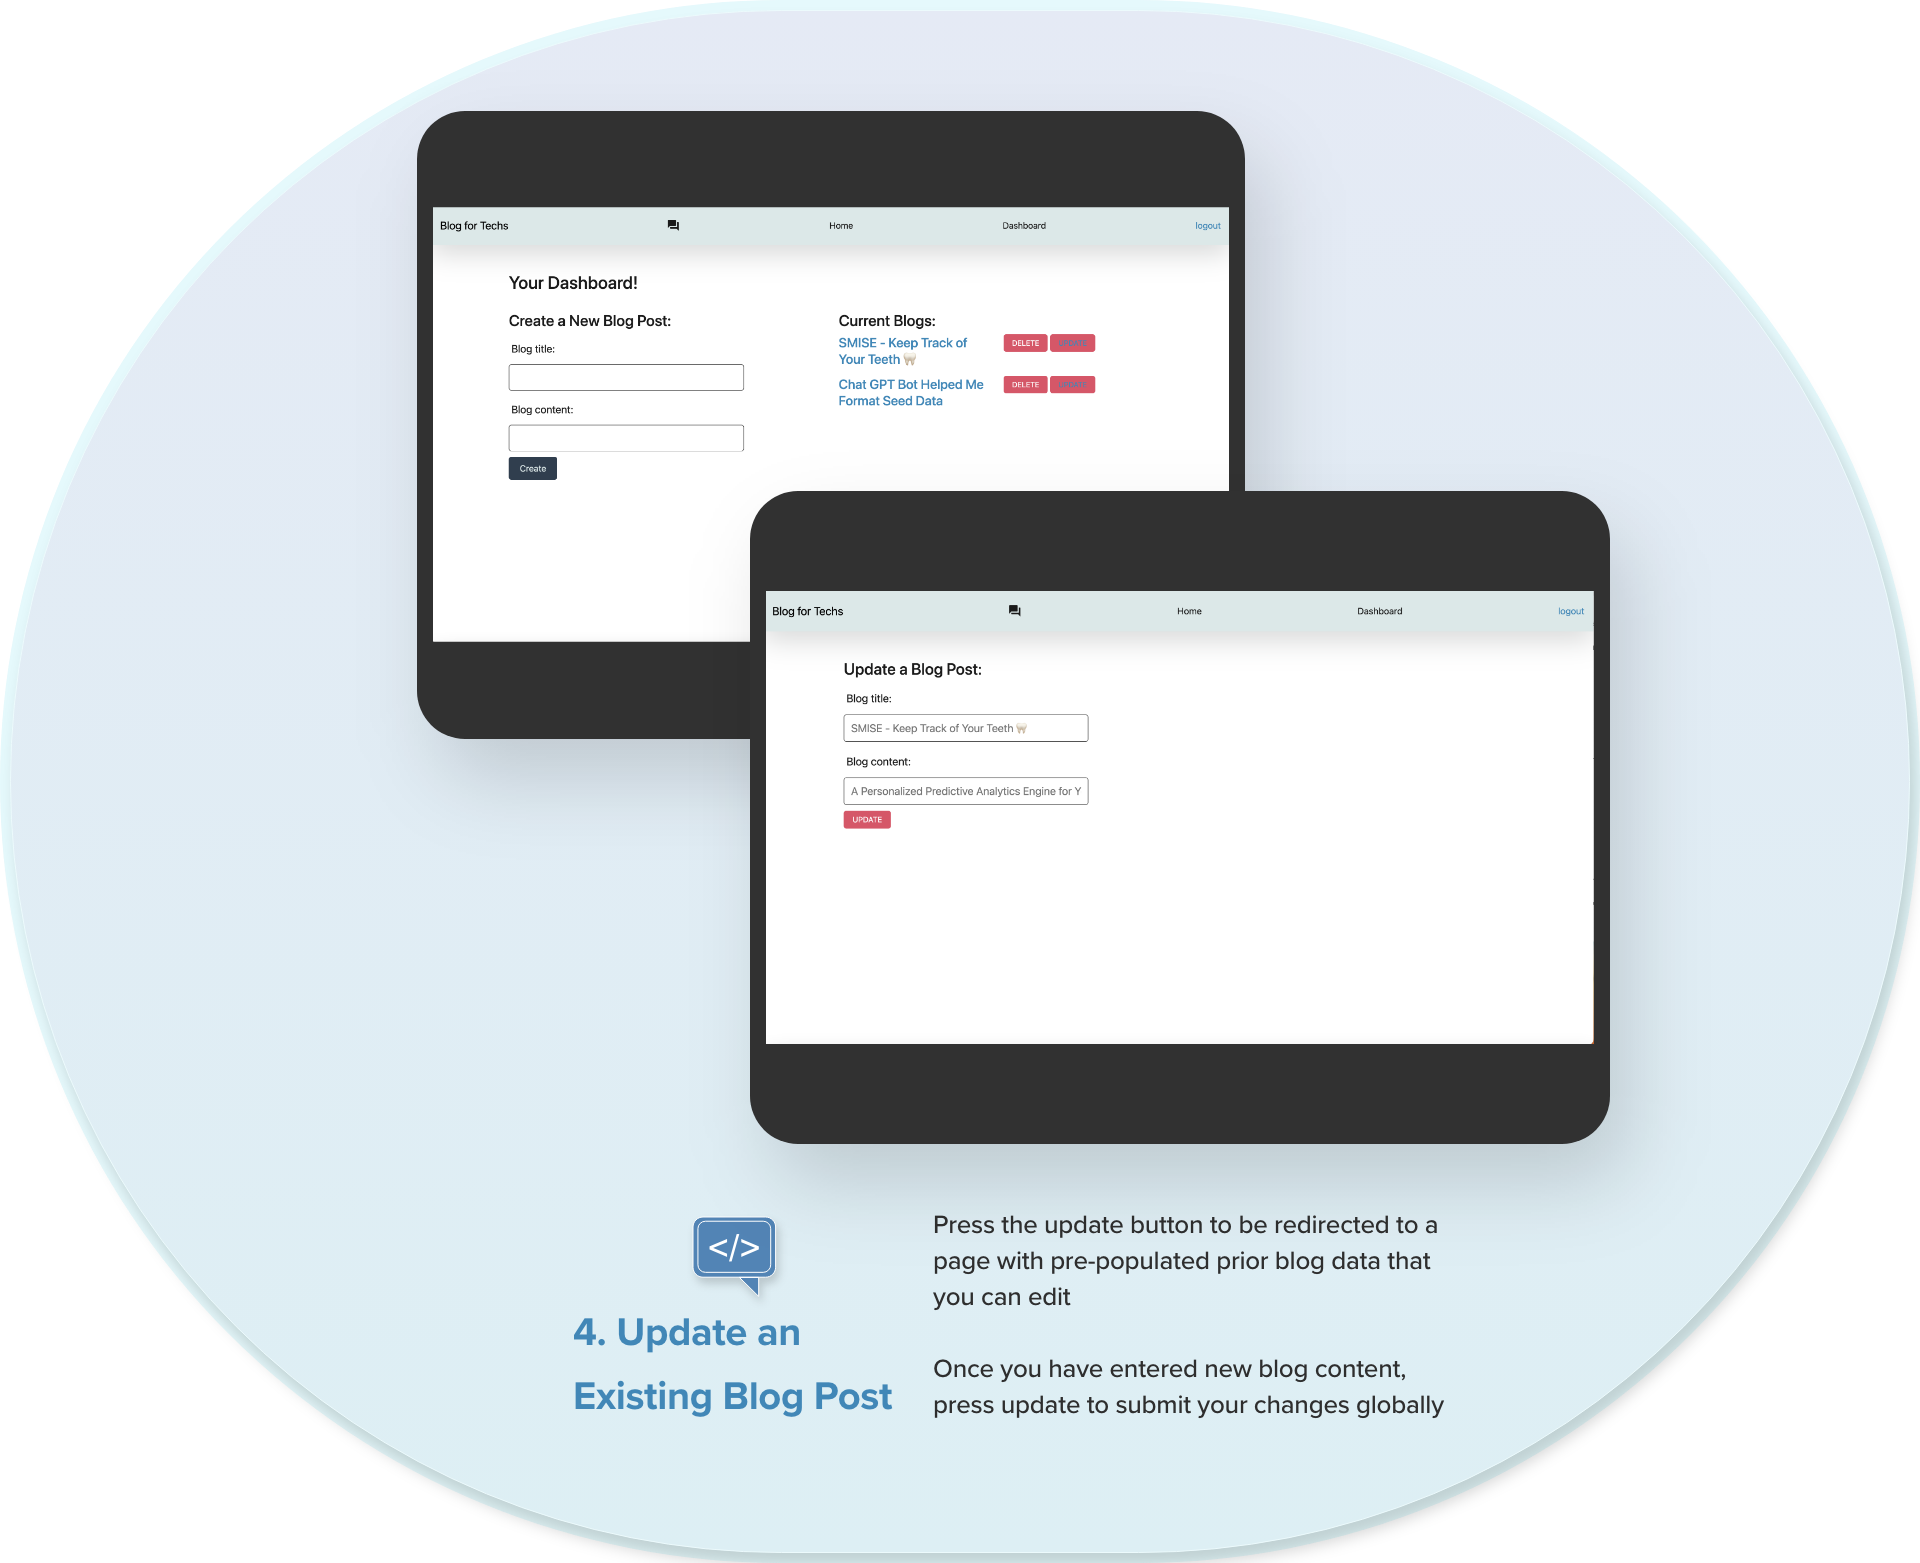 Blog for Techs
Home
Dashboard
logout
Your Dashboard!
Create a New Blog Post:
Blog title:
Blog content:
Create
Current Blogs:
SMISE - Keep Track of
Your Teeth🦷
DELETE
Chat GPT Bot Helped Me
Format Seed Data
DELETE
Blog for Techs
Home
Dashboard
logout
Update a Blog Post:
Blog title:
SMISE - Keep Track of Your Teeth🦷
Blog content:
A Personalized Predictive Analytics Engine for Y
UPDATE
</>
4. Update an
Existing Blog Post
Press the update button to be redirected to a
page with pre-populated prior blog data that
you can edit
Once you have entered new blog content,
press update to submit your changes globally